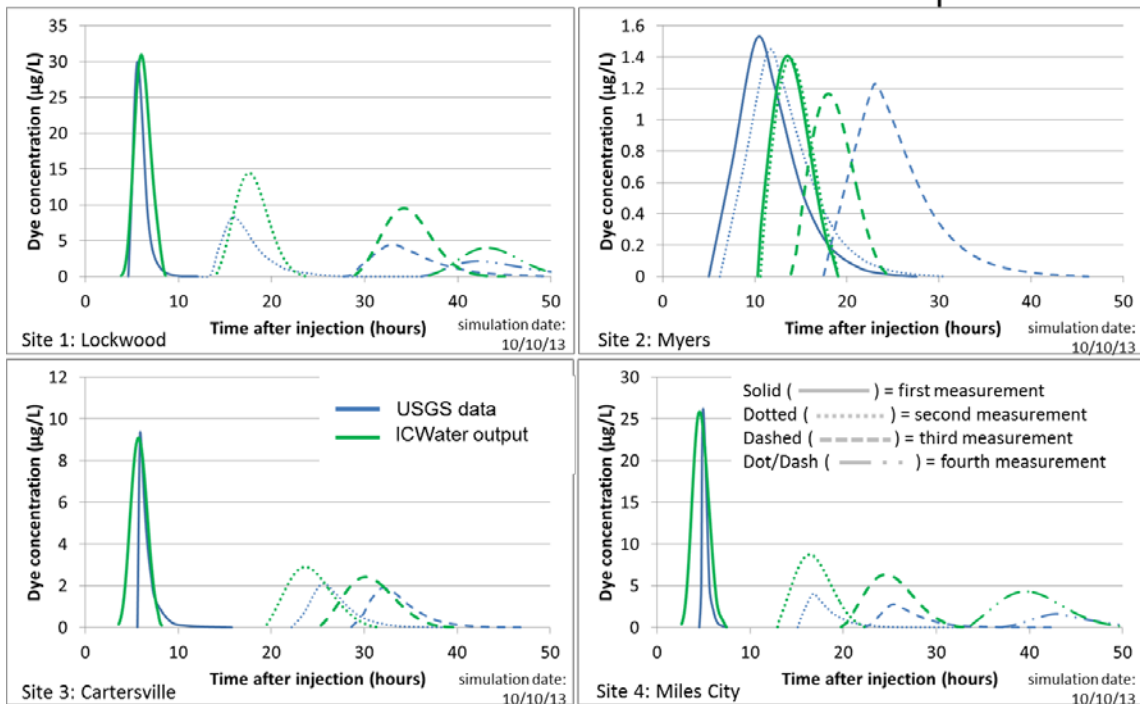 35
30
25
20
15
10
5
0
Dye concentration (µg/L)
0 10 20 30 40 50
Time after injection (hours)
Site 1: Lockwood
simulation date:
10/10/13
1.6
1.4
1.2
1
0.8
0.6
0.4
0.2
0
Dye concentration (µg/L)
0 10 20 30 40 50
Time after injection (hours)
Site 2: Myers
simulation date:
10/10/13
12
10
8
6
4
2
0
Dye concentration (µg/L)
USGS data
ICWater output
0 10 20 30 40 50
Time after injection (hours)
Site 3: Cartersville
simulation date:
10/10/13
30
25
20
15
10
5
0
Dye concentration (µg/L)
Solid ( ) = first measurement
Dotted ( ) = second measurement
Dashed ( ) = third measurement
Dot/Dash ( ) = fourth measurement
0 10 20 30 40 50
Time after injection (hours)
Site 4: Miles City
simulation date:
10/10/13